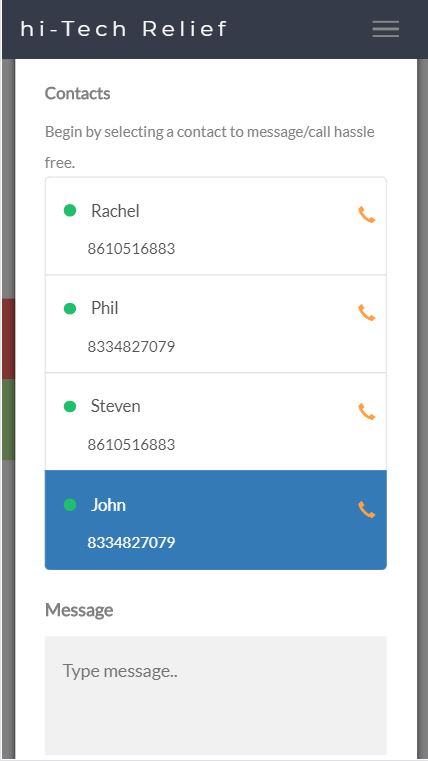 hi-Tech Relief
Contacts
Begin by selecting a contact to message/call hassle
free.
Rachel
8610516883
Phil
8334827079
Steven
8610516883
John
8334827079
Message
Type message..